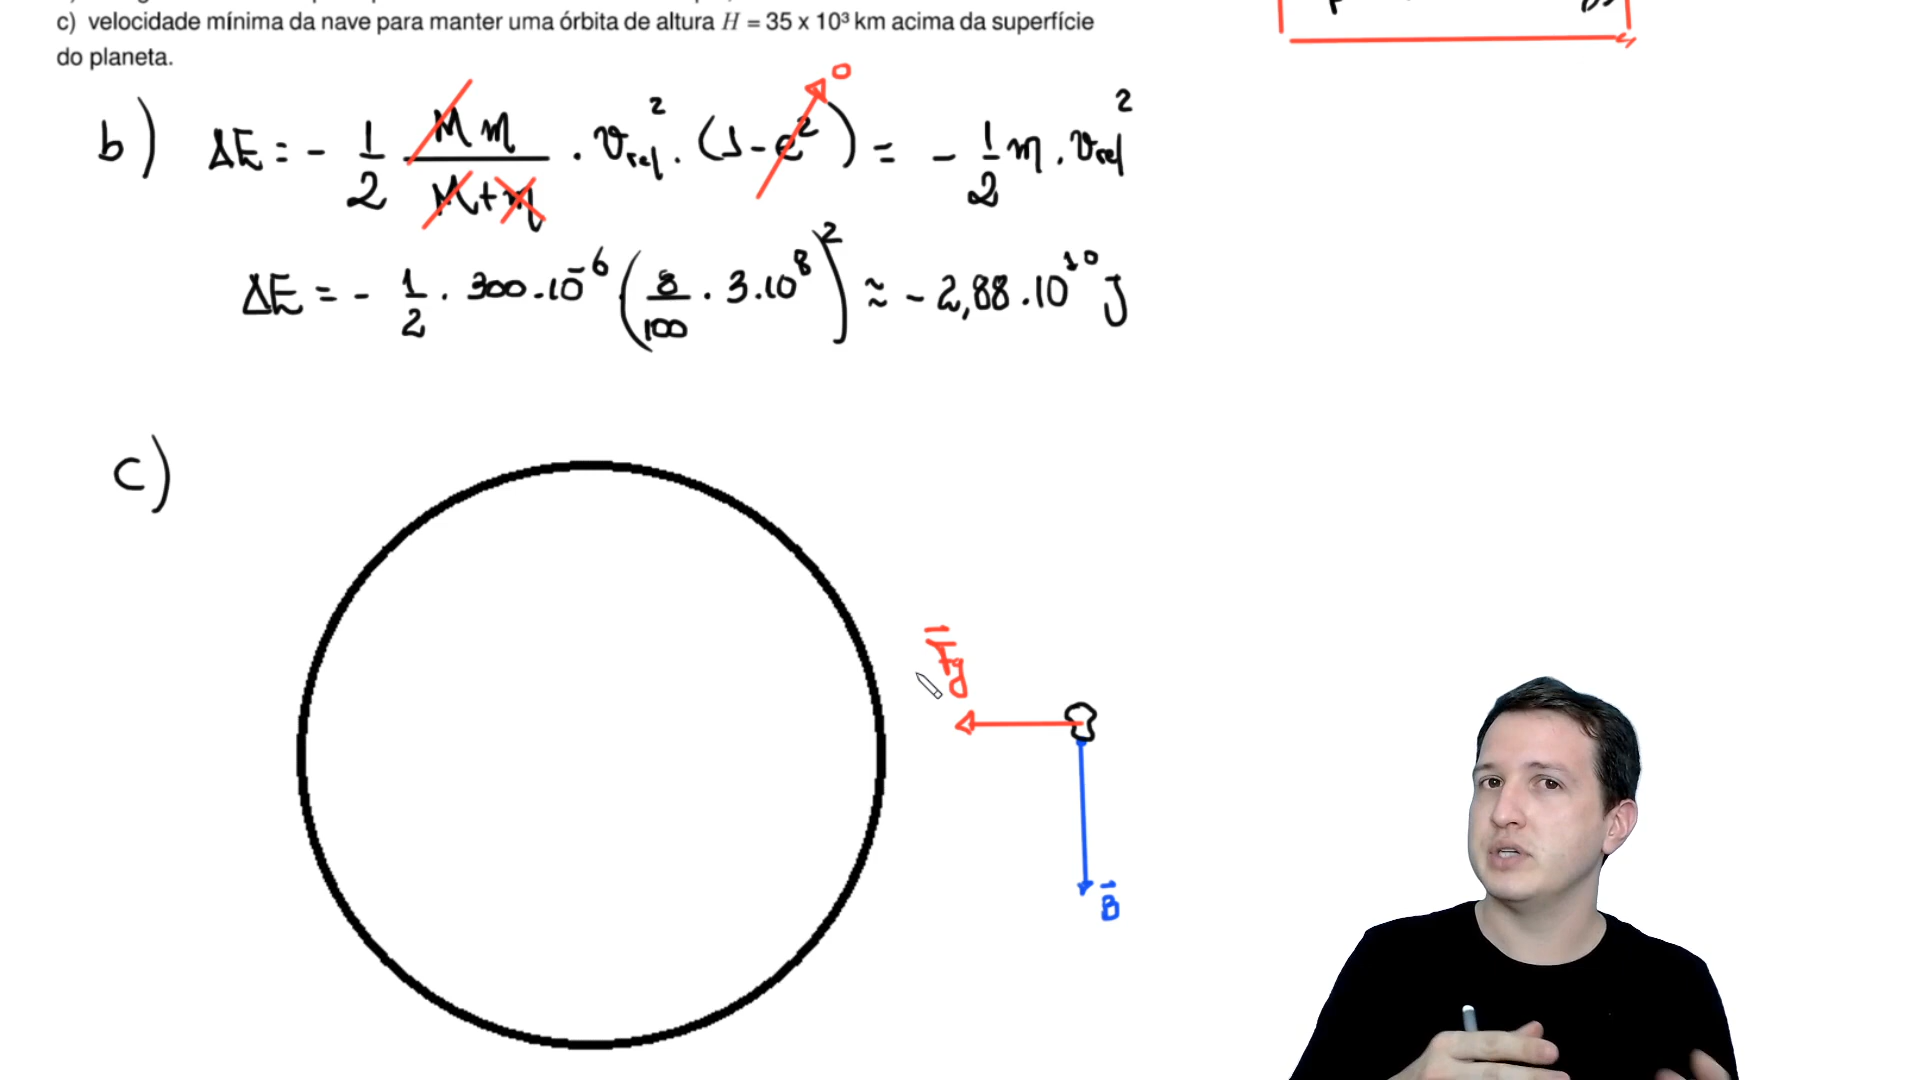 c) velocidade mínima da nave para manter uma órbita de altura H = 35 x 10³ km acima da superfície
do planeta.
b) ΔE = - 1/2 Mm/(M+m) · v_rel² · (1-e²) = - 1/2 m · v_rel²
0
ΔE = - 1/2 · 300 · 10⁻⁶ (8/100 · 3.10⁸)² ≈ - 2,88 . 10¹⁰ J
c)
Fg
B